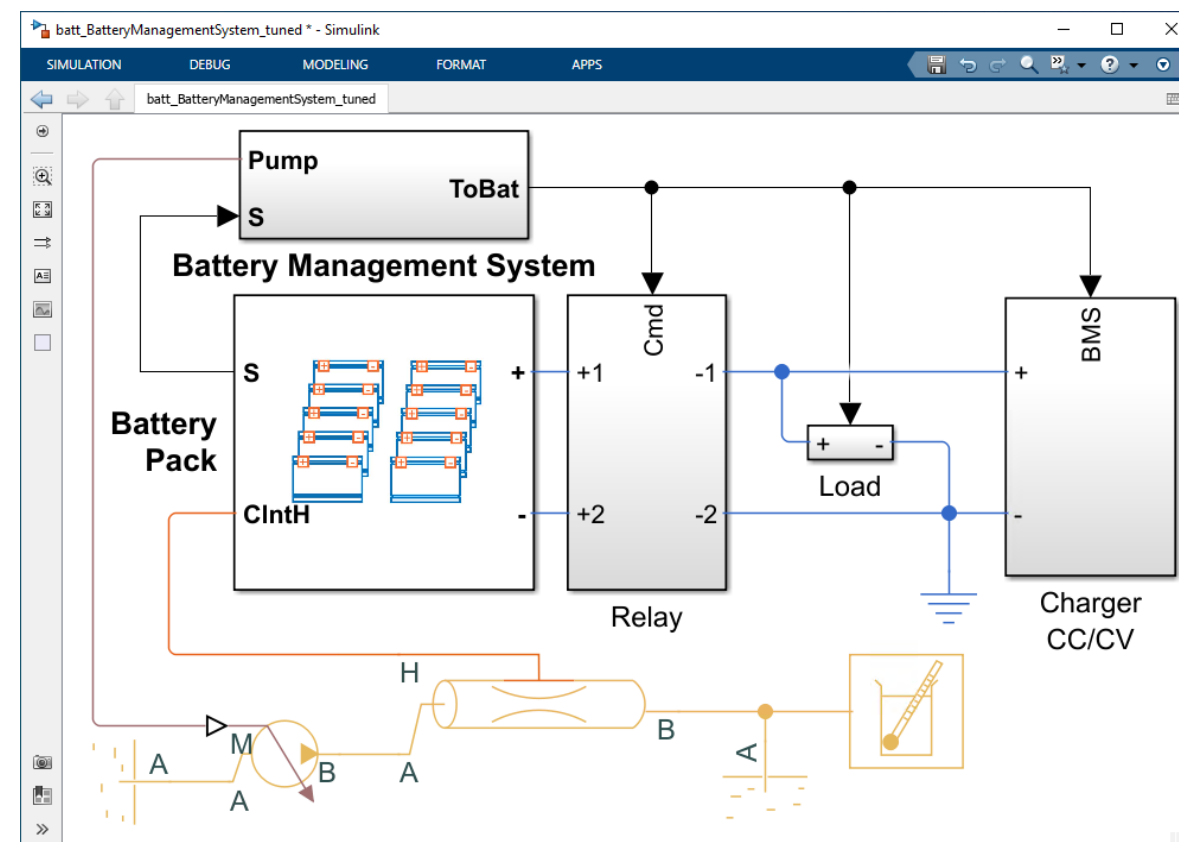 batt_BatteryManagementSystem_tuned * - Simulink
SIMULATION DEBUG MODELING FORMAT APPS
batt_BatteryManagementSystem_tuned
Pump
ToBat
S
Battery Management System
Cmd
BMS
S
+
+1
-1
+
Battery
Pack
+ -
Load
ClntH
-
+2
-2
-
Relay
Charger
CC/CV
H
B
A
M
B
A
A
A